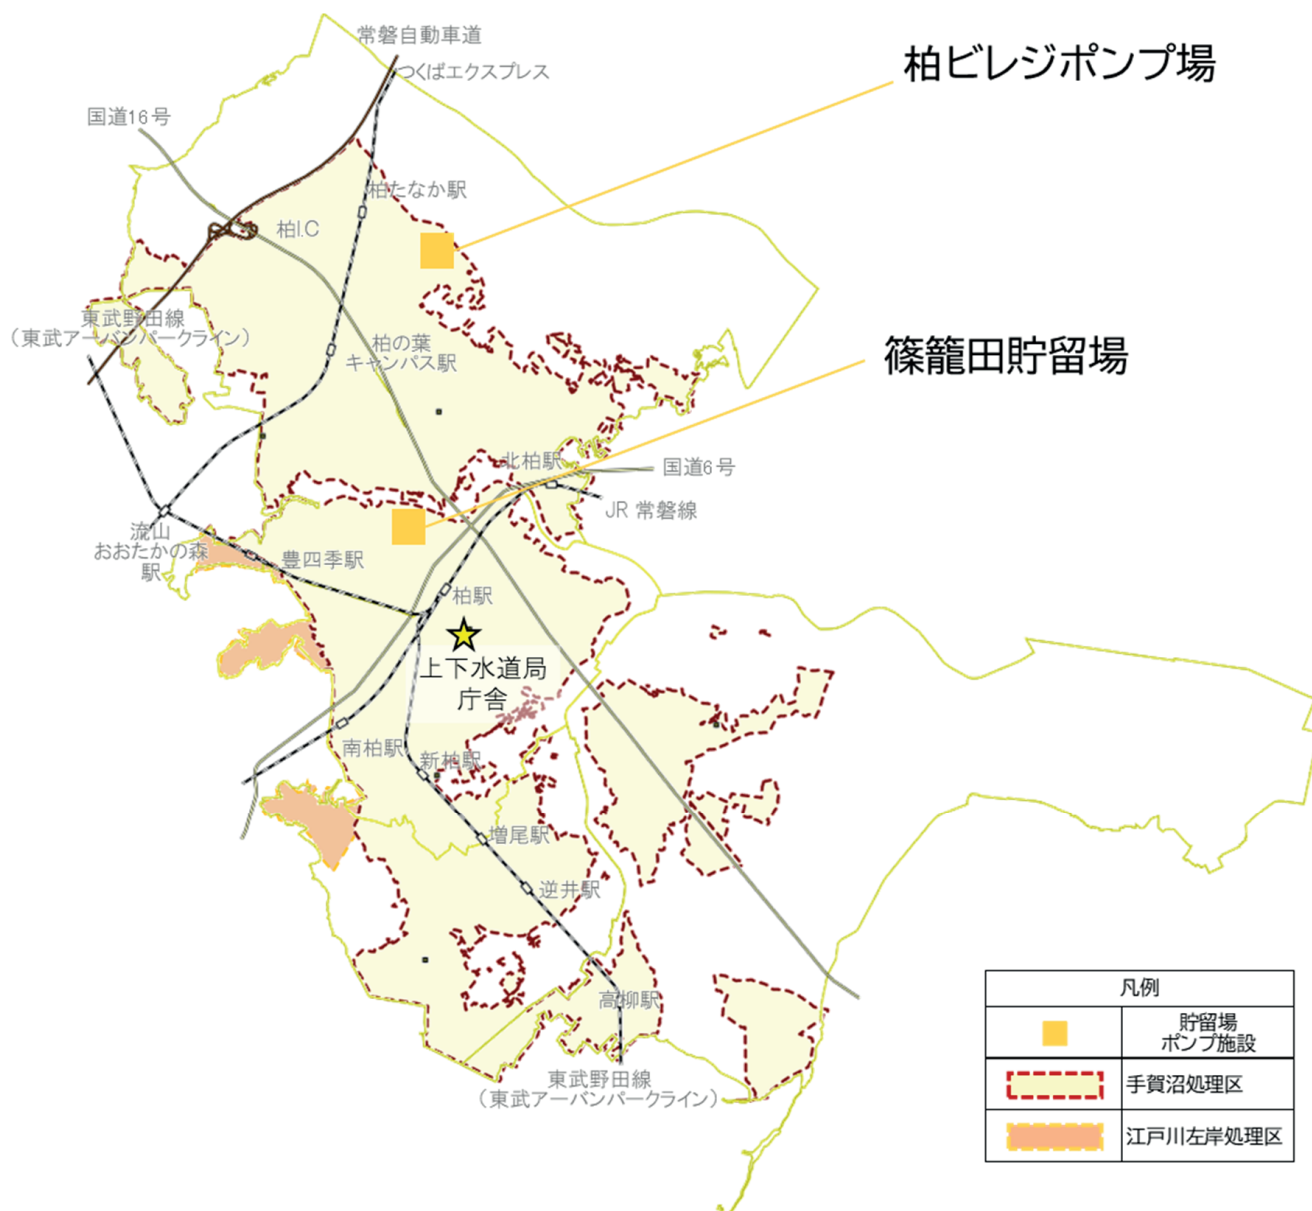 常磐自動車道
つくばエクスプレス
柏ビレジポンプ場
国道16号
柏たなか駅
柏I.C
東武野田線
（東武アーバンパークライン）
柏の葉
キャンパス駅
篠籠田貯留場
北柏駅
国道6号
JR 常磐線
流山
おおたかの森
駅
豊四季駅
柏駅
上下水道局
庁舎
南柏駅
新柏駅
増尾駅
逆井駅
高柳駅
東武野田線
（東武アーバンパークライン）
凡例
貯留場
ポンプ施設
手賀沼処理区
江戸川左岸処理区